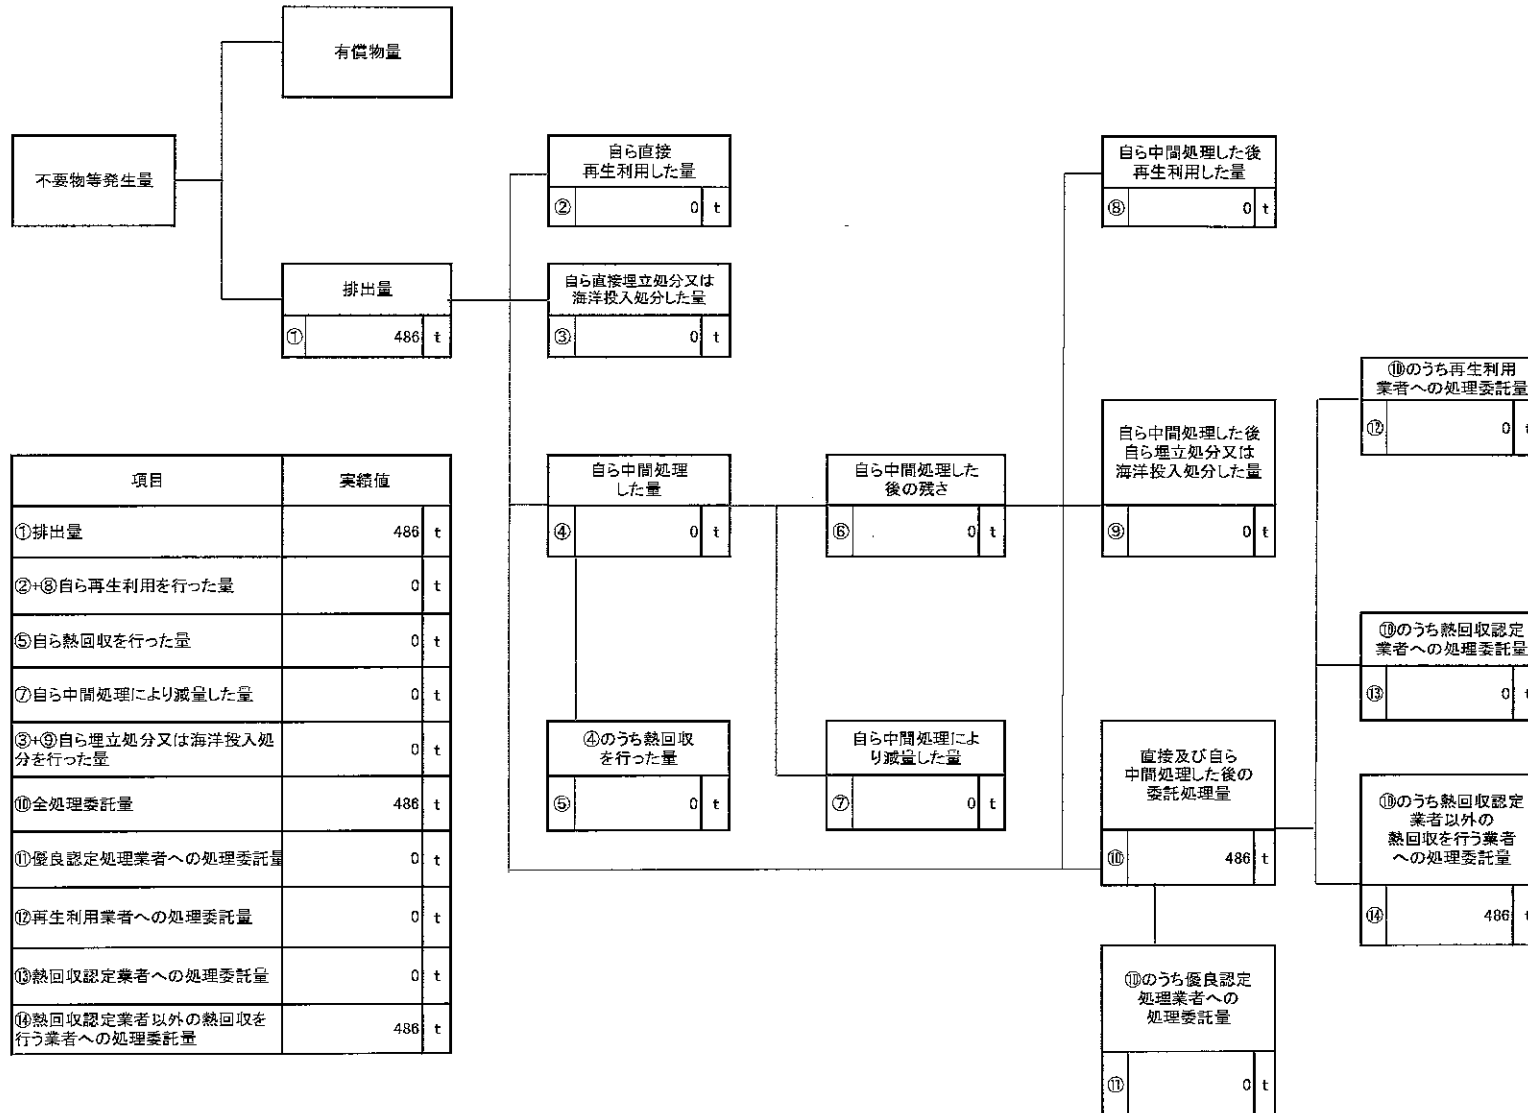 有償物量
不要物等発生量
排出量
① 486 t
自ら直接
再生利用した量
② 0 t
自ら直接埋立処分又は
海洋投入処分した量
③ 0 t
自ら中間処理
した量
④ 0 t
④のうち熱回収
を行った量
⑤ 0 t
自ら中間処理した
後の残さ
⑥ 0 t
自ら中間処理によ
り減量した量
⑦ 0 t
自ら中間処理した後
再生利用した量
⑧ 0 t
自ら中間処理した後
自ら埋立処分又は
海洋投入処分した量
⑨ 0 t
直接及び自ら
中間処理した後の
委託処理量
⑩ 486 t
⑩のうち優良認定
処理業者への
処理委託量
⑪ 0 t
⑩のうち再生利用
業者への処理委託量
⑫ 0 t
⑩のうち熱回収認定
業者への処理委託量
⑬ 0 t
⑩のうち熱回収認定
業者以外の
熱回収を行う業者
への処理委託量
⑭ 486 t
項目 実績値
①排出量 486 t
②+⑧自ら再生利用を行った量 0 t
⑤自ら熱回収を行った量 0 t
⑦自ら中間処理により減量した量 0 t
③+⑨自ら埋立処分又は海洋投入処
分を行った量 0 t
⑩全処理委託量 486 t
⑪優良認定処理業者への処理委託量 0 t
⑫再生利用業者への処理委託量 0 t
⑬熱回収認定業者への処理委託量 0 t
⑭熱回収認定業者以外の熱回収を
行う業者への処理委託量 486 t